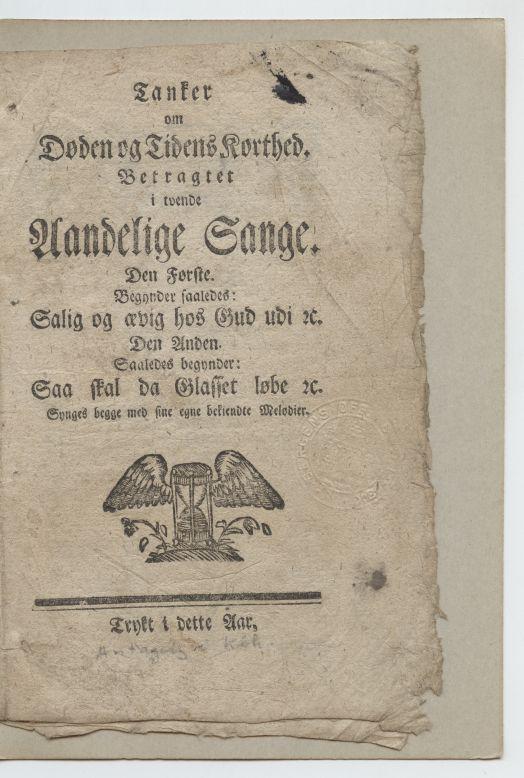 Tanker
om
Døden og Tidens Korthed.
Betragtet
i tvende
Aandelige Sange.
Den Første.
Begynder saaledes:
Salig og ævig hos Gud udi ꝛc.
Den Anden.
Saaledes begynder:
Saa skal da Glasset løbe ꝛc.
Synges begge med sine egne bekiendte Melodier.
Trykt i dette Aar.